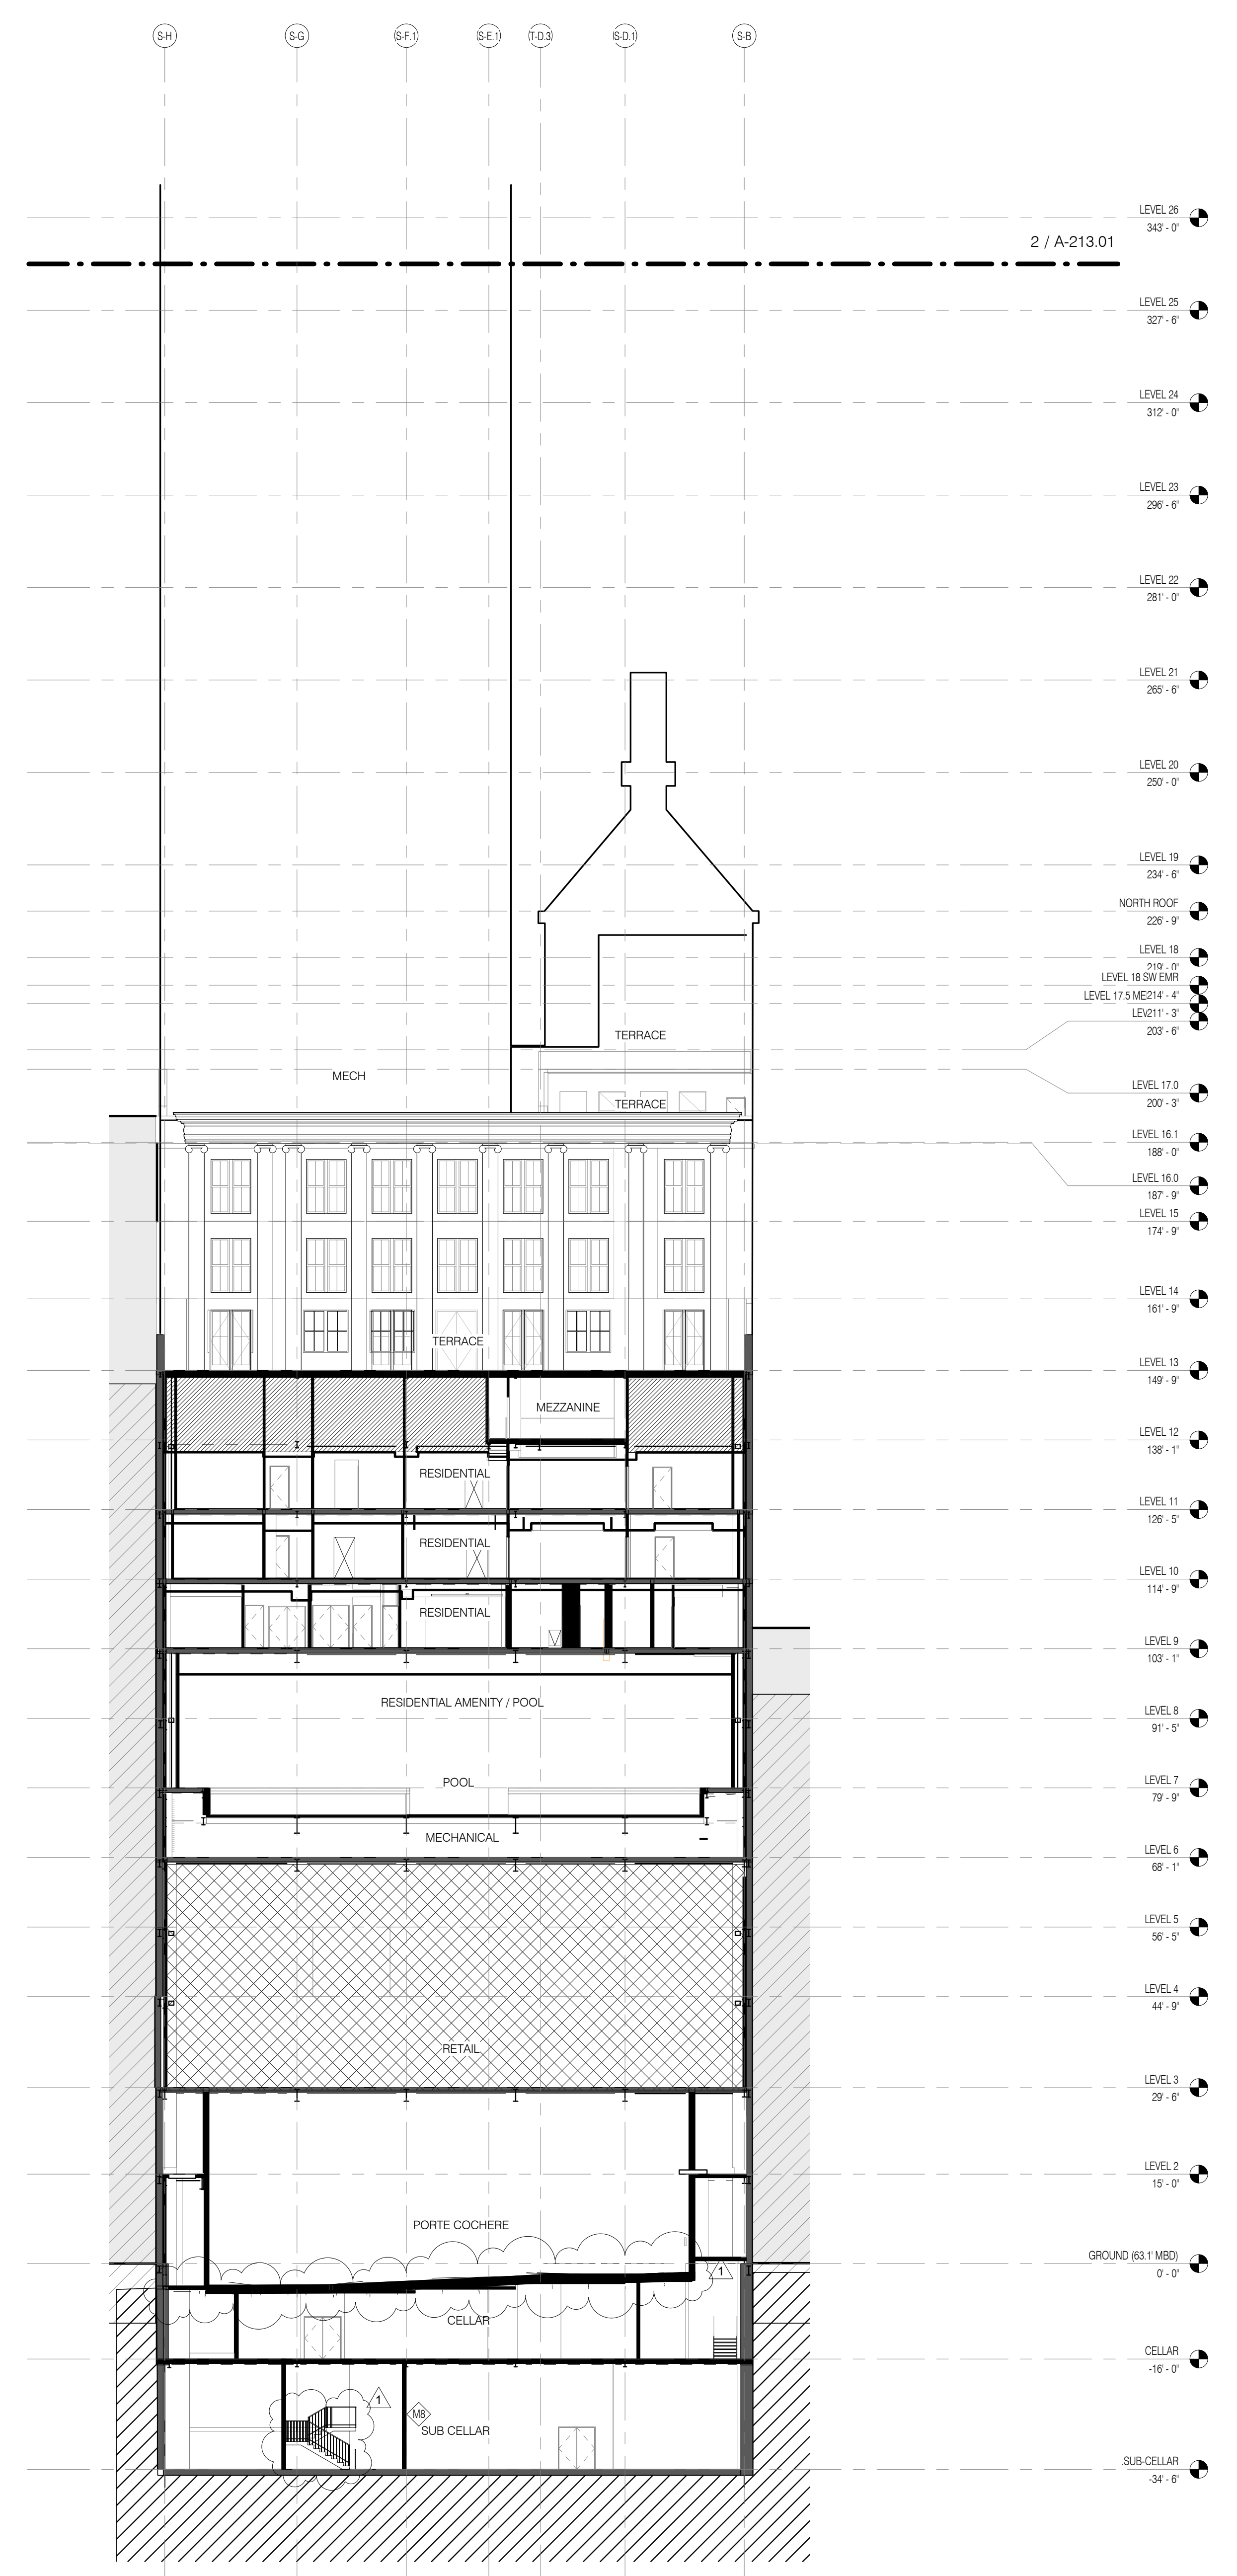 S-H S-G S-F.1 S-E.1 T-D.3 S-D.1 S-B
LEVEL 26
343' - 0"
2 / A-213.01
LEVEL 25
327' - 6"
LEVEL 24
312' - 0"
LEVEL 23
296' - 6"
LEVEL 22
281' - 0"
LEVEL 21
265' - 6"
LEVEL 20
250' - 0"
LEVEL 19
234' - 6"
NORTH ROOF
226' - 9"
LEVEL 18
219' - 0"
LEVEL 18 SW EMR
LEVEL 17.5 ME214' - 4"
LEV211' - 3"
203' - 6"
TERRACE
MECH
LEVEL 17.0
200' - 3"
TERRACE
LEVEL 16.1
188' - 0"
LEVEL 16.0
187' - 9"
LEVEL 15
174' - 9"
LEVEL 14
161' - 9"
TERRACE
LEVEL 13
149' - 9"
MEZZANINE
LEVEL 12
138' - 1"
RESIDENTIAL
LEVEL 11
126' - 5"
RESIDENTIAL
LEVEL 10
114' - 9"
RESIDENTIAL
LEVEL 9
103' - 1"
RESIDENTIAL AMENITY / POOL
LEVEL 8
91' - 5"
POOL
LEVEL 7
79' - 9"
MECHANICAL
LEVEL 6
68' - 1"
LEVEL 5
56' - 5"
LEVEL 4
44' - 9"
RETAIL
LEVEL 3
29' - 6"
LEVEL 2
15' - 0"
PORTE COCHERE
GROUND (63.1' MBD)
0' - 0"
1
CELLAR
CELLAR
-16' - 0"
1
M8
SUB CELLAR
SUB-CELLAR
-34' - 6"